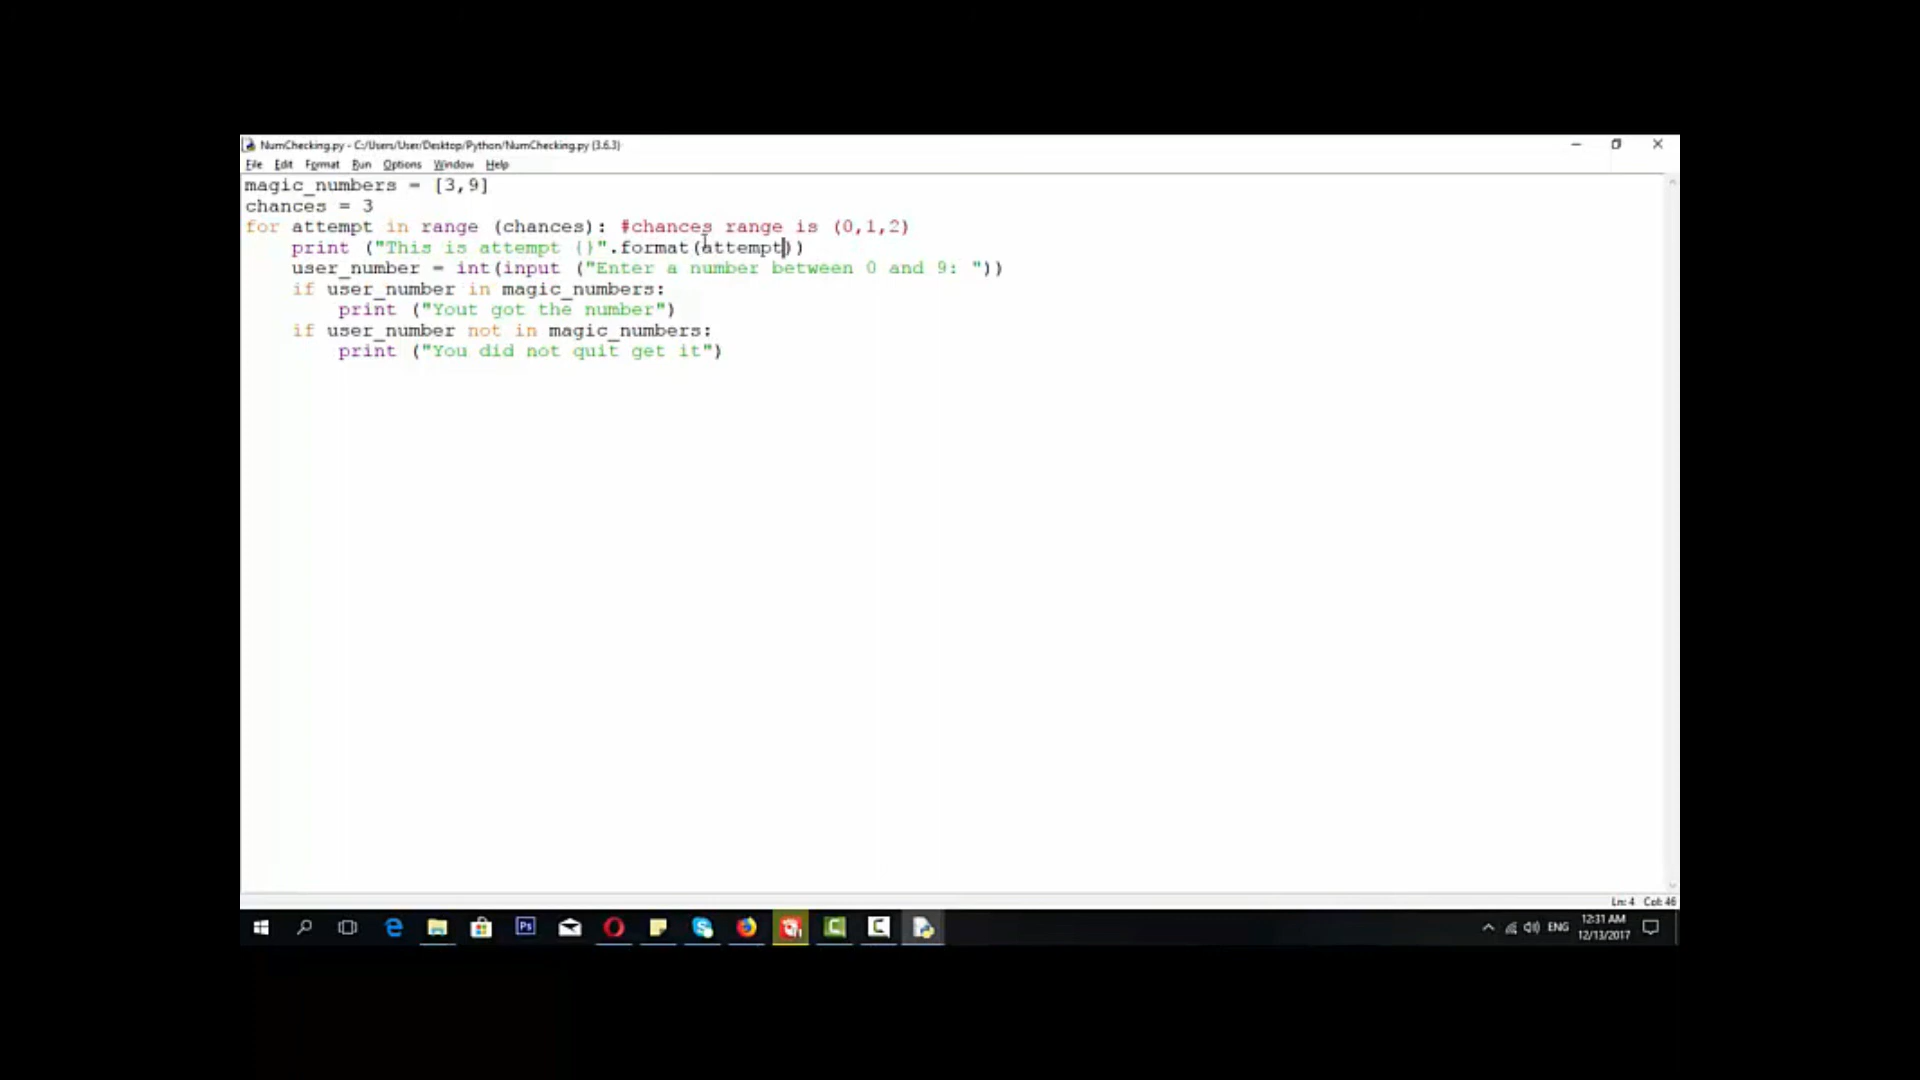 NumChecking.py - C:/Users/User/Desktop/Python/NumChecking.py (3.6.3)
File Edit Format Run Options Window Help
magic_numbers = [3,9]
chances = 3
for attempt in range (chances): #chances range is (0,1,2)
    print ("This is attempt {}".format(attempt))
    user_number = int(input ("Enter a number between 0 and 9: "))
    if user_number in magic_numbers:
        print ("Yout got the number")
    if user_number not in magic_numbers:
        print ("You did not quit get it")
Ln: 4 Col: 46
Ps
ENG
12:31 AM
12/13/2017